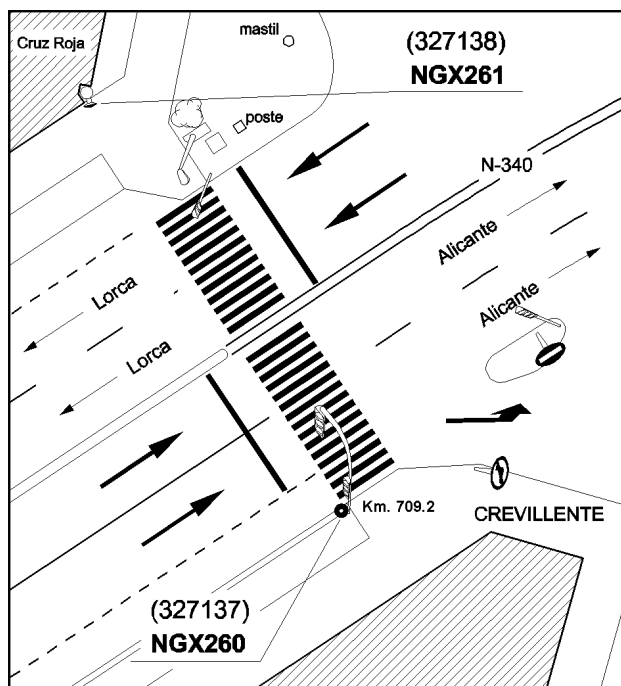 mastil
(327138)
Cruz Roja
NGX261
poste
N-340
Alicante
Lorca
Alicante
Lorca
Km. 709.2
CREVILLENTE
(327137)
NGX260